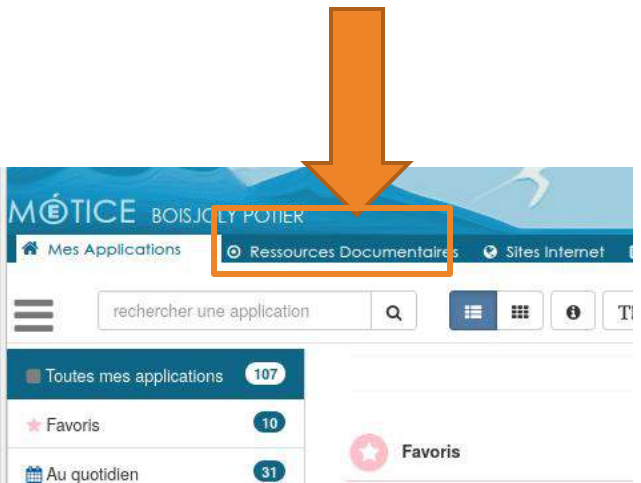 MÉTICE BOISJOLY POTIER
Mes Applications Ressources Documentaires Sites Internet
rechercher une application
Toutes mes applications 107
Favoris 10
Favoris
Au quotidien 31